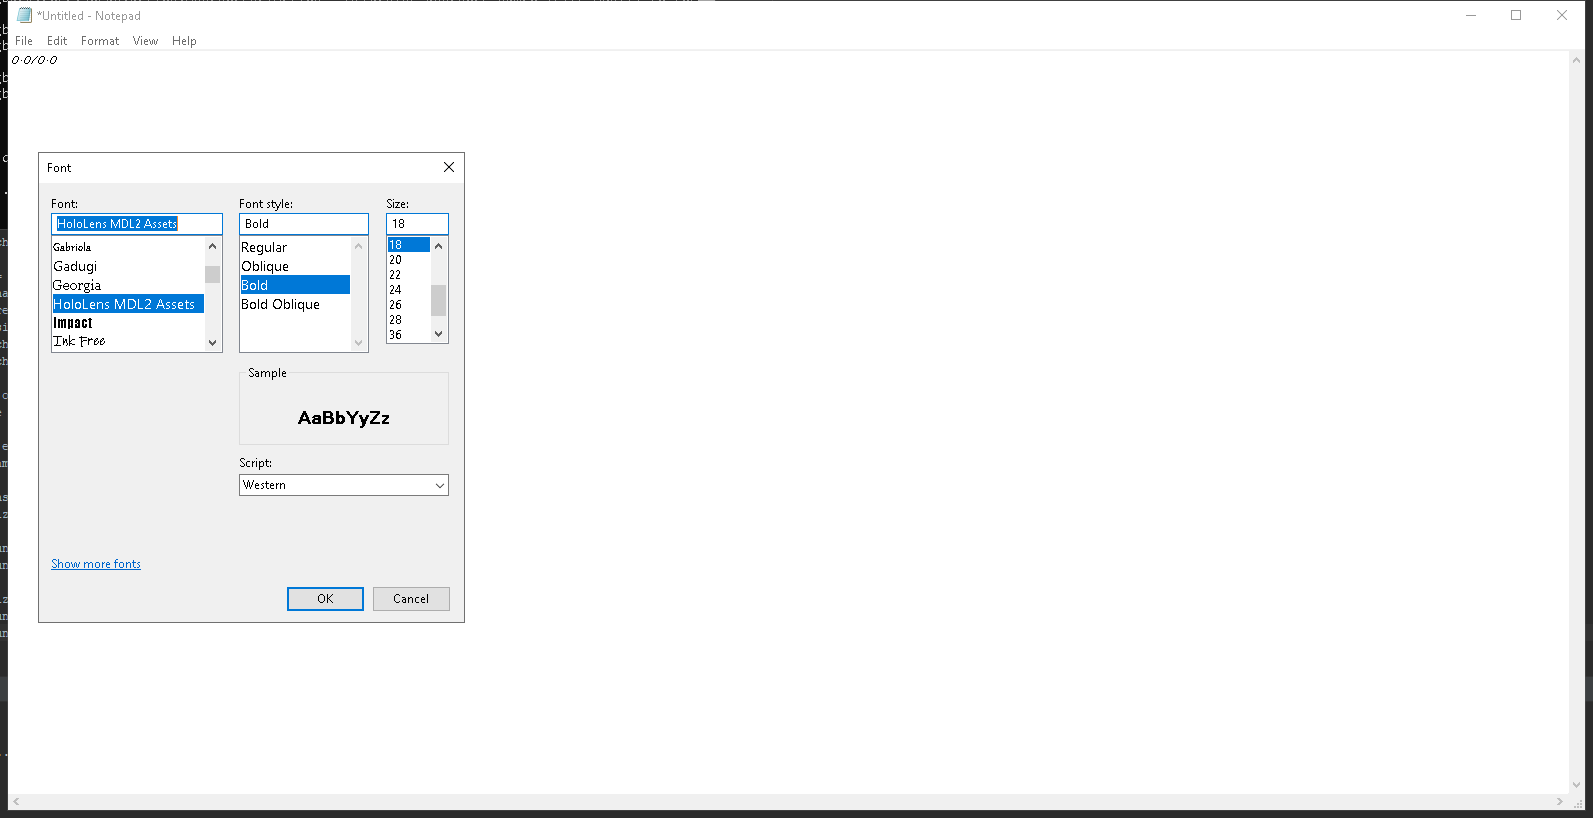 *Untitled - Notepad
File Edit Format View Help
0·0/0·0
Font
Font:
HoloLens MDL2 Assets
Gabriola
Gadugi
Georgia
HoloLens MDL2 Assets
Impact
Ink Free
Font style:
Bold
Regular
Oblique
Bold
Bold Oblique
Size:
18
18
20
22
24
26
28
36
Sample
AaBbYyZz
Script:
Western
Show more fonts
OK Cancel